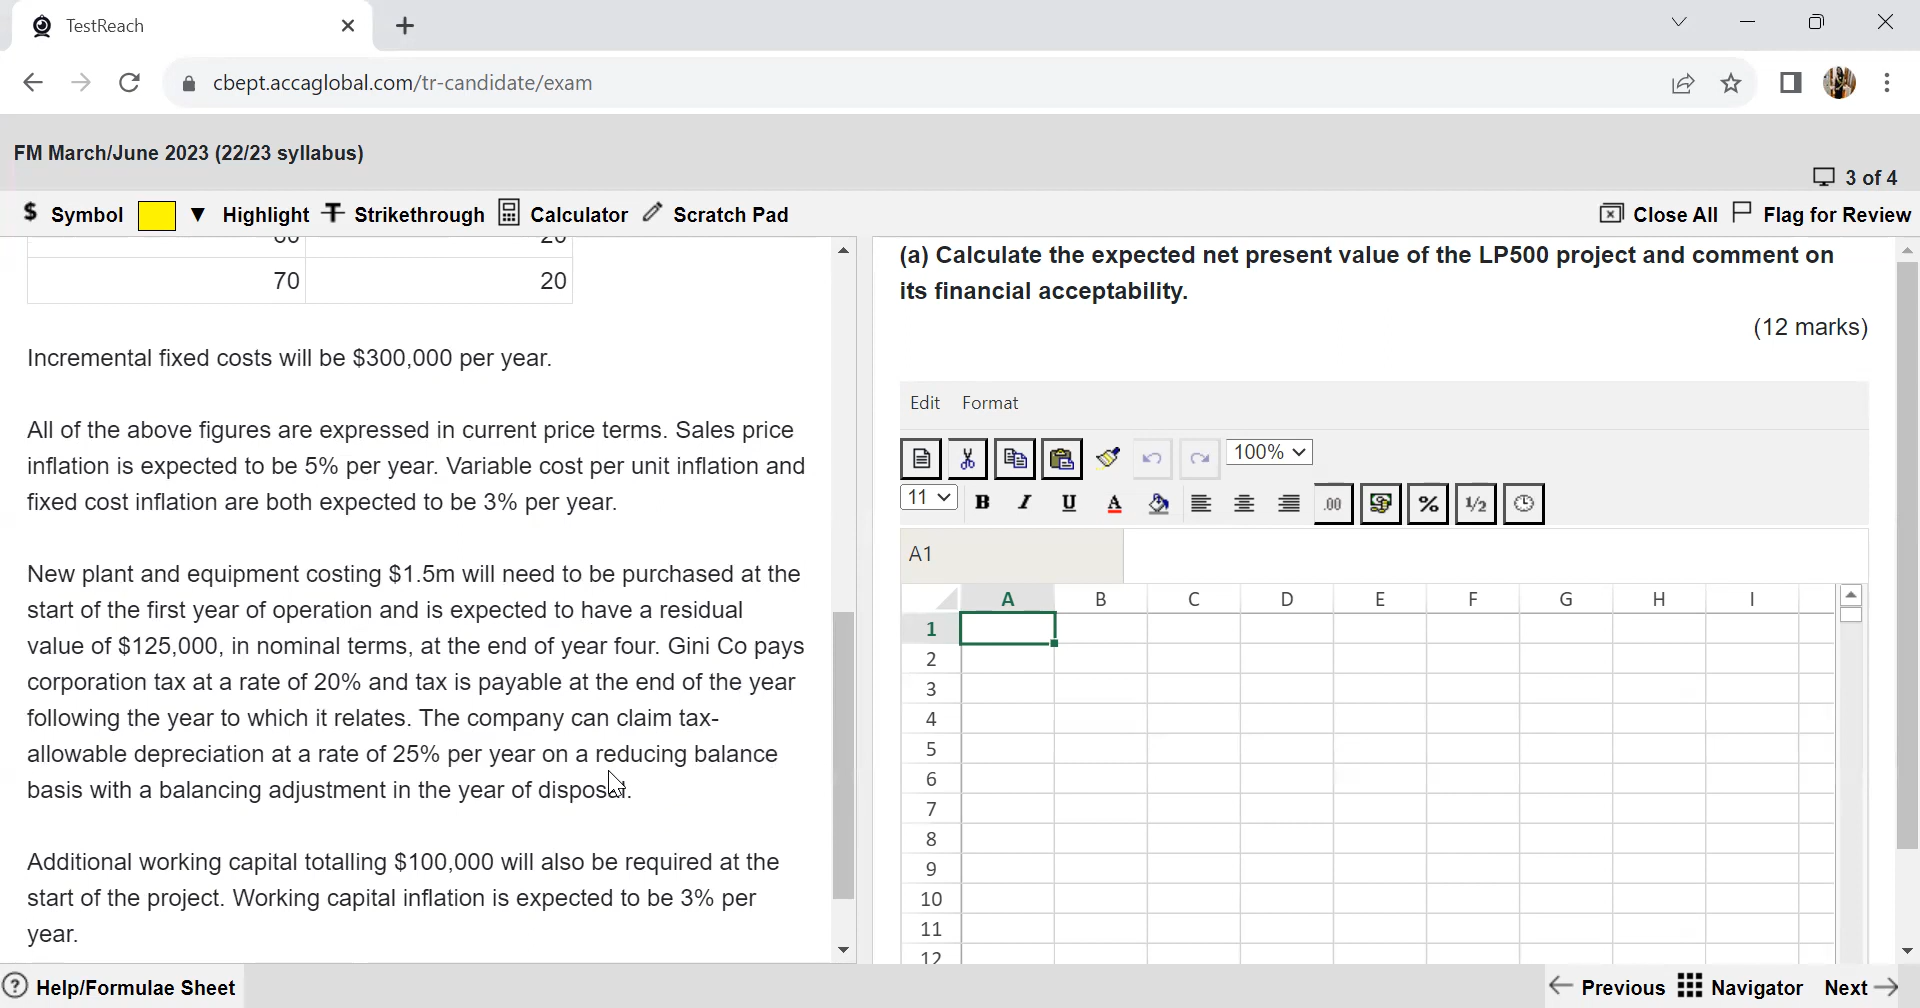 TestReach
cbept.accaglobal.com/tr-candidate/exam
FM March/June 2023 (22/23 syllabus)
3 of 4
$ Symbol ▼ Highlight Strikethrough Calculator Scratch Pad Close All Flag for Review
70 20
Incremental fixed costs will be $300,000 per year.
All of the above figures are expressed in current price terms. Sales price
inflation is expected to be 5% per year. Variable cost per unit inflation and
fixed cost inflation are both expected to be 3% per year.
New plant and equipment costing $1.5m will need to be purchased at the
start of the first year of operation and is expected to have a residual
value of $125,000, in nominal terms, at the end of year four. Gini Co pays
corporation tax at a rate of 20% and tax is payable at the end of the year
following the year to which it relates. The company can claim tax-
allowable depreciation at a rate of 25% per year on a reducing balance
basis with a balancing adjustment in the year of disposal.
Additional working capital totalling $100,000 will also be required at the
start of the project. Working capital inflation is expected to be 3% per
year.
(a) Calculate the expected net present value of the LP500 project and comment on
its financial acceptability.
(12 marks)
Edit Format
100%
11 B I U A .00 % 1/2
A1
A B C D E F G H I
1
2
3
4
5
6
7
8
9
10
11
12
? Help/Formulae Sheet
Previous Navigator Next